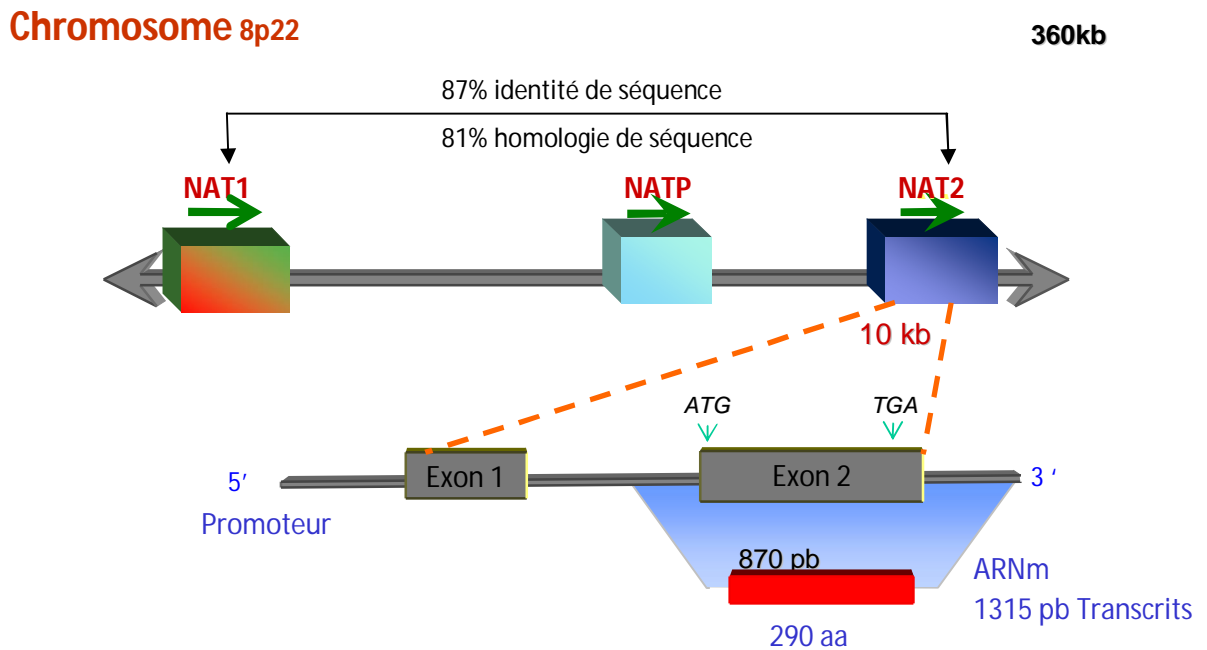 Chromosome 8p22
360kb
87% identité de séquence
81% homologie de séquence
NAT1
NATP
NAT2
10 kb
ATG
TGA
Exon 1
Exon 2
5'
3 ‘
Promoteur
870 pb
ARNm
1315 pb Transcrits
290 aa